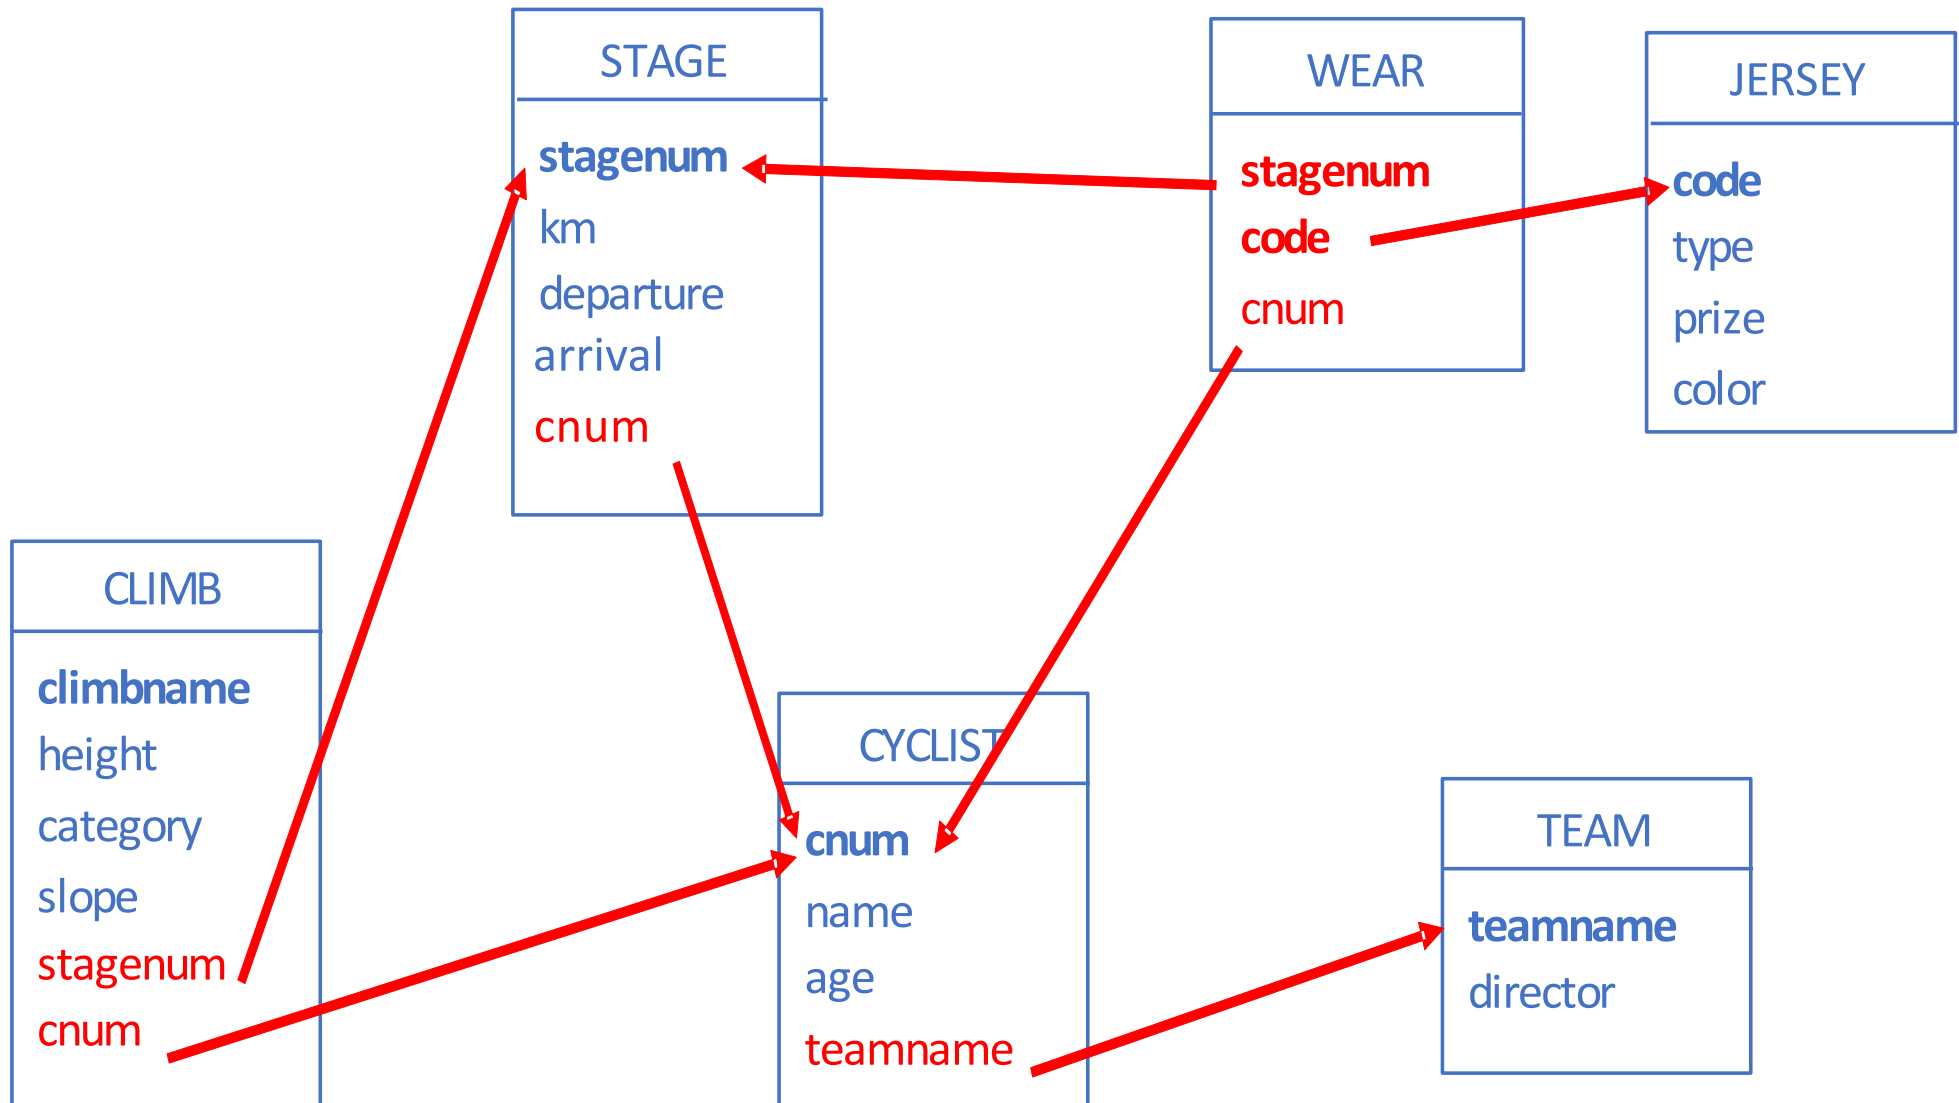 STAGE
stagenum
km
departure
arrival
cnum
WEAR
stagenum
code
cnum
JERSEY
code
type
prize
color
CLIMB
climbname
height
category
slope
stagenum
cnum
CYCLIST
cnum
name
age
teamname
TEAM
teamname
director